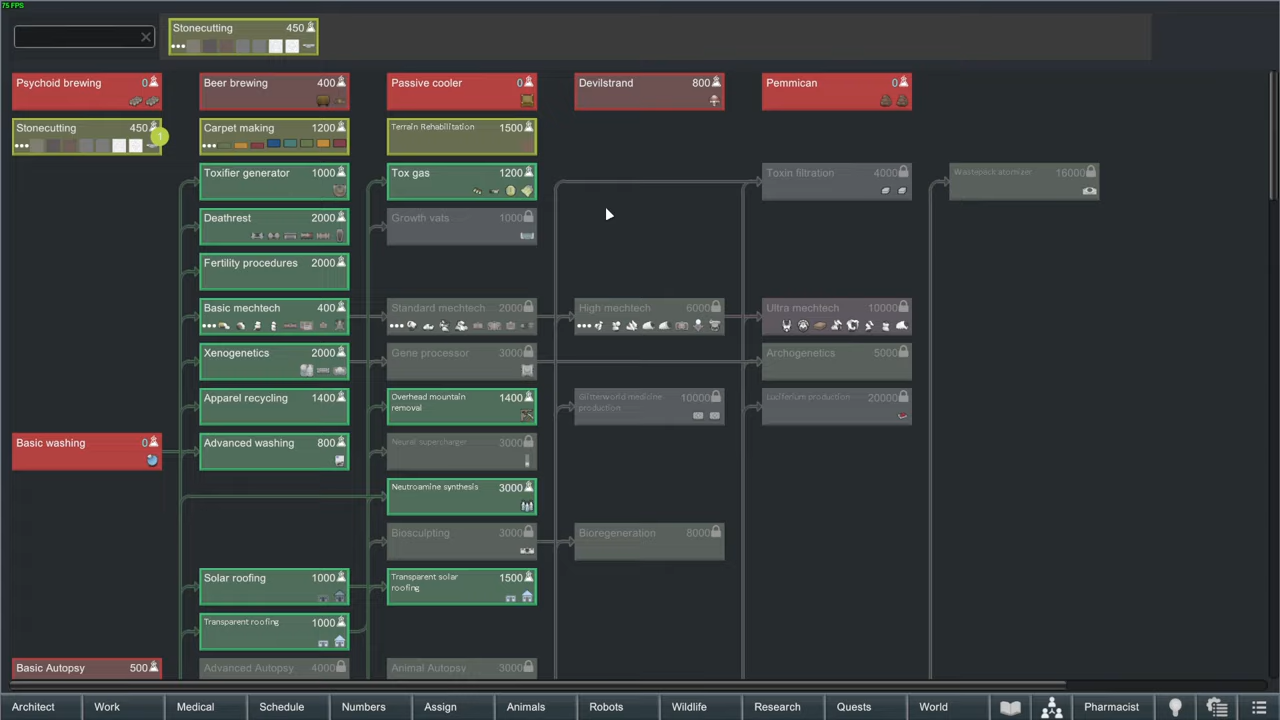 75 FPS
Stonecutting 450
Psychoid brewing 0
Beer brewing 400
Passive cooler 0
Devilstrand 800
Pemmican 0
Stonecutting 450
1
Carpet making 1200
Terrain Rehabilitation 1500
Toxifier generator 1000
Tox gas 1200
Toxin filtration 4000
Wastepack atomizer 16000
Deathrest 2000
Growth vats 1000
Fertility procedures 2000
Basic mechtech 400
Standard mechtech 2000
High mechtech 6000
Ultra mechtech 10000
Xenogenetics 2000
Gene processor 3000
Archogenetics 5000
Apparel recycling 1400
Overhead mountain removal 1400
Glitterworld medicine production 10000
Luciferium production 20000
Basic washing 0
Advanced washing 800
Neural supercharger 3000
Neutroamine synthesis 3000
Biosculpting 3000
Bioregeneration 8000
Solar roofing 1000
Transparent solar roofing 1500
Transparent roofing 1000
Basic Autopsy 500
Advanced Autopsy 4000
Animal Autopsy 3000
Architect Work Medical Schedule Numbers Assign Animals Robots Wildlife Research Quests World Pharmacist